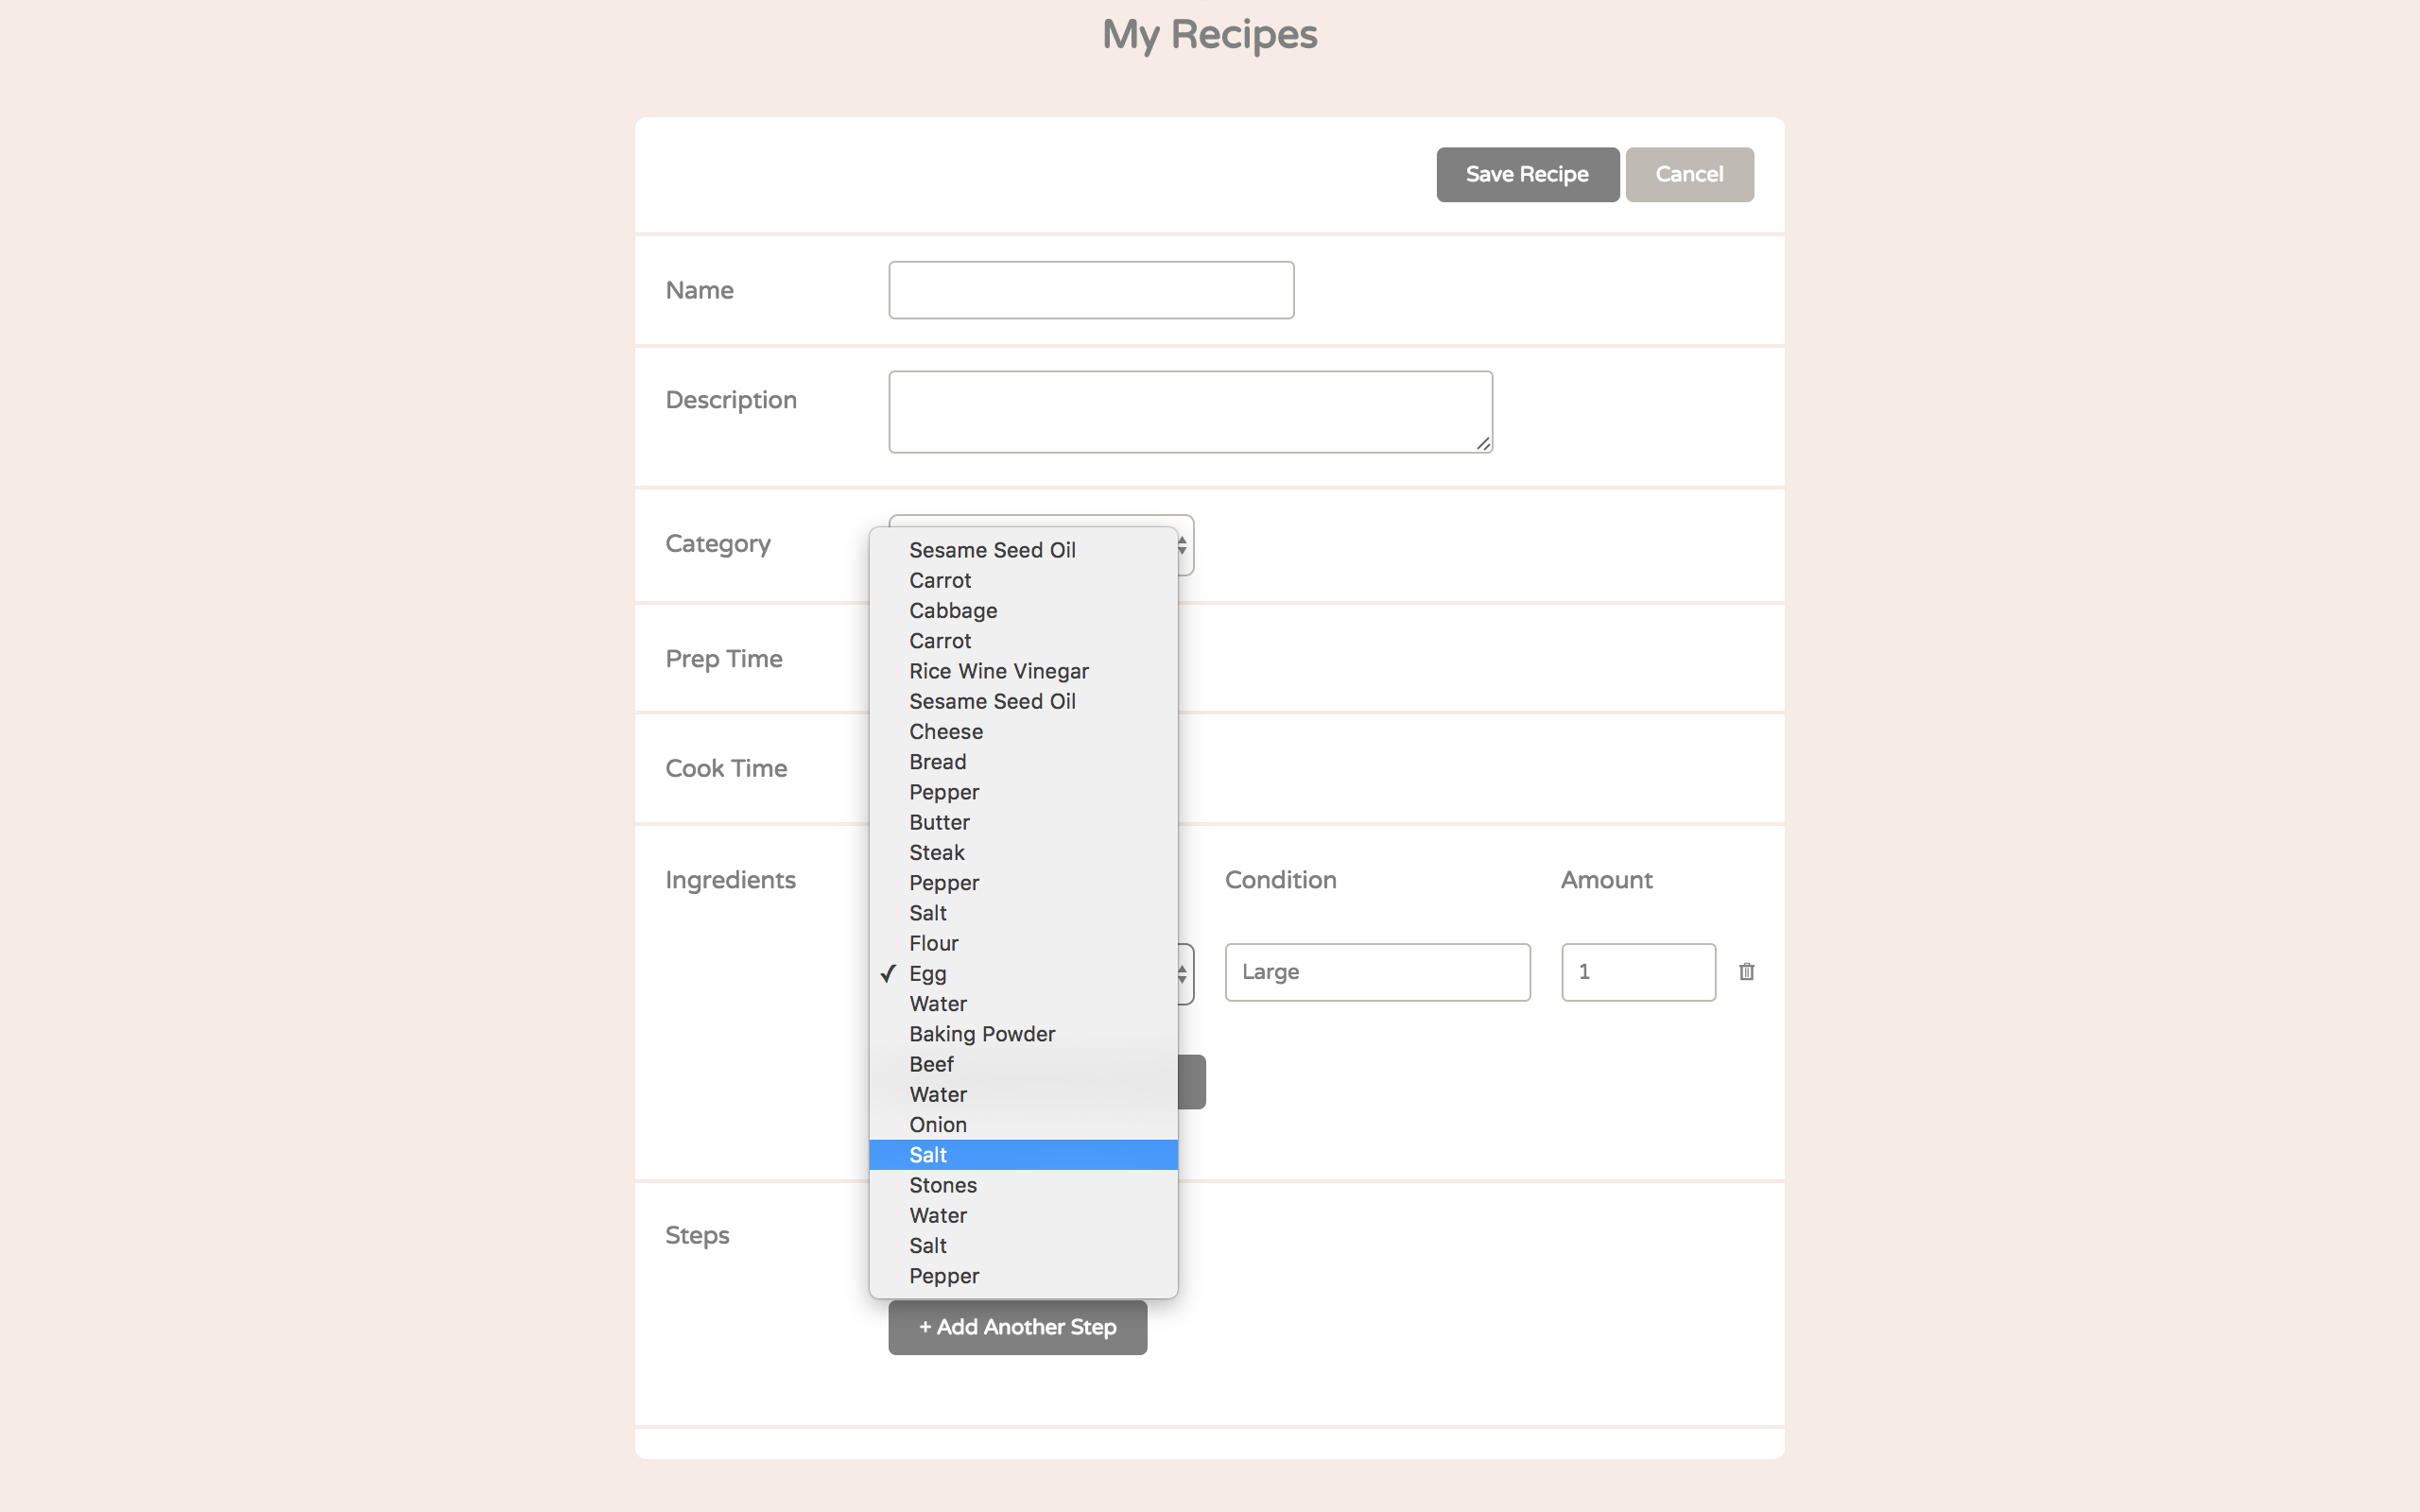 My Recipes
Save Recipe Cancel
Name
Description
Category
Prep Time
Cook Time
Ingredients
Condition Amount
Large 1
Sesame Seed Oil
Carrot
Cabbage
Carrot
Rice Wine Vinegar
Sesame Seed Oil
Cheese
Bread
Pepper
Butter
Steak
Pepper
Salt
Flour
✓ Egg
Water
Baking Powder
Beef
Water
Onion
Salt
Stones
Water
Salt
Pepper
Steps
+ Add Another Step